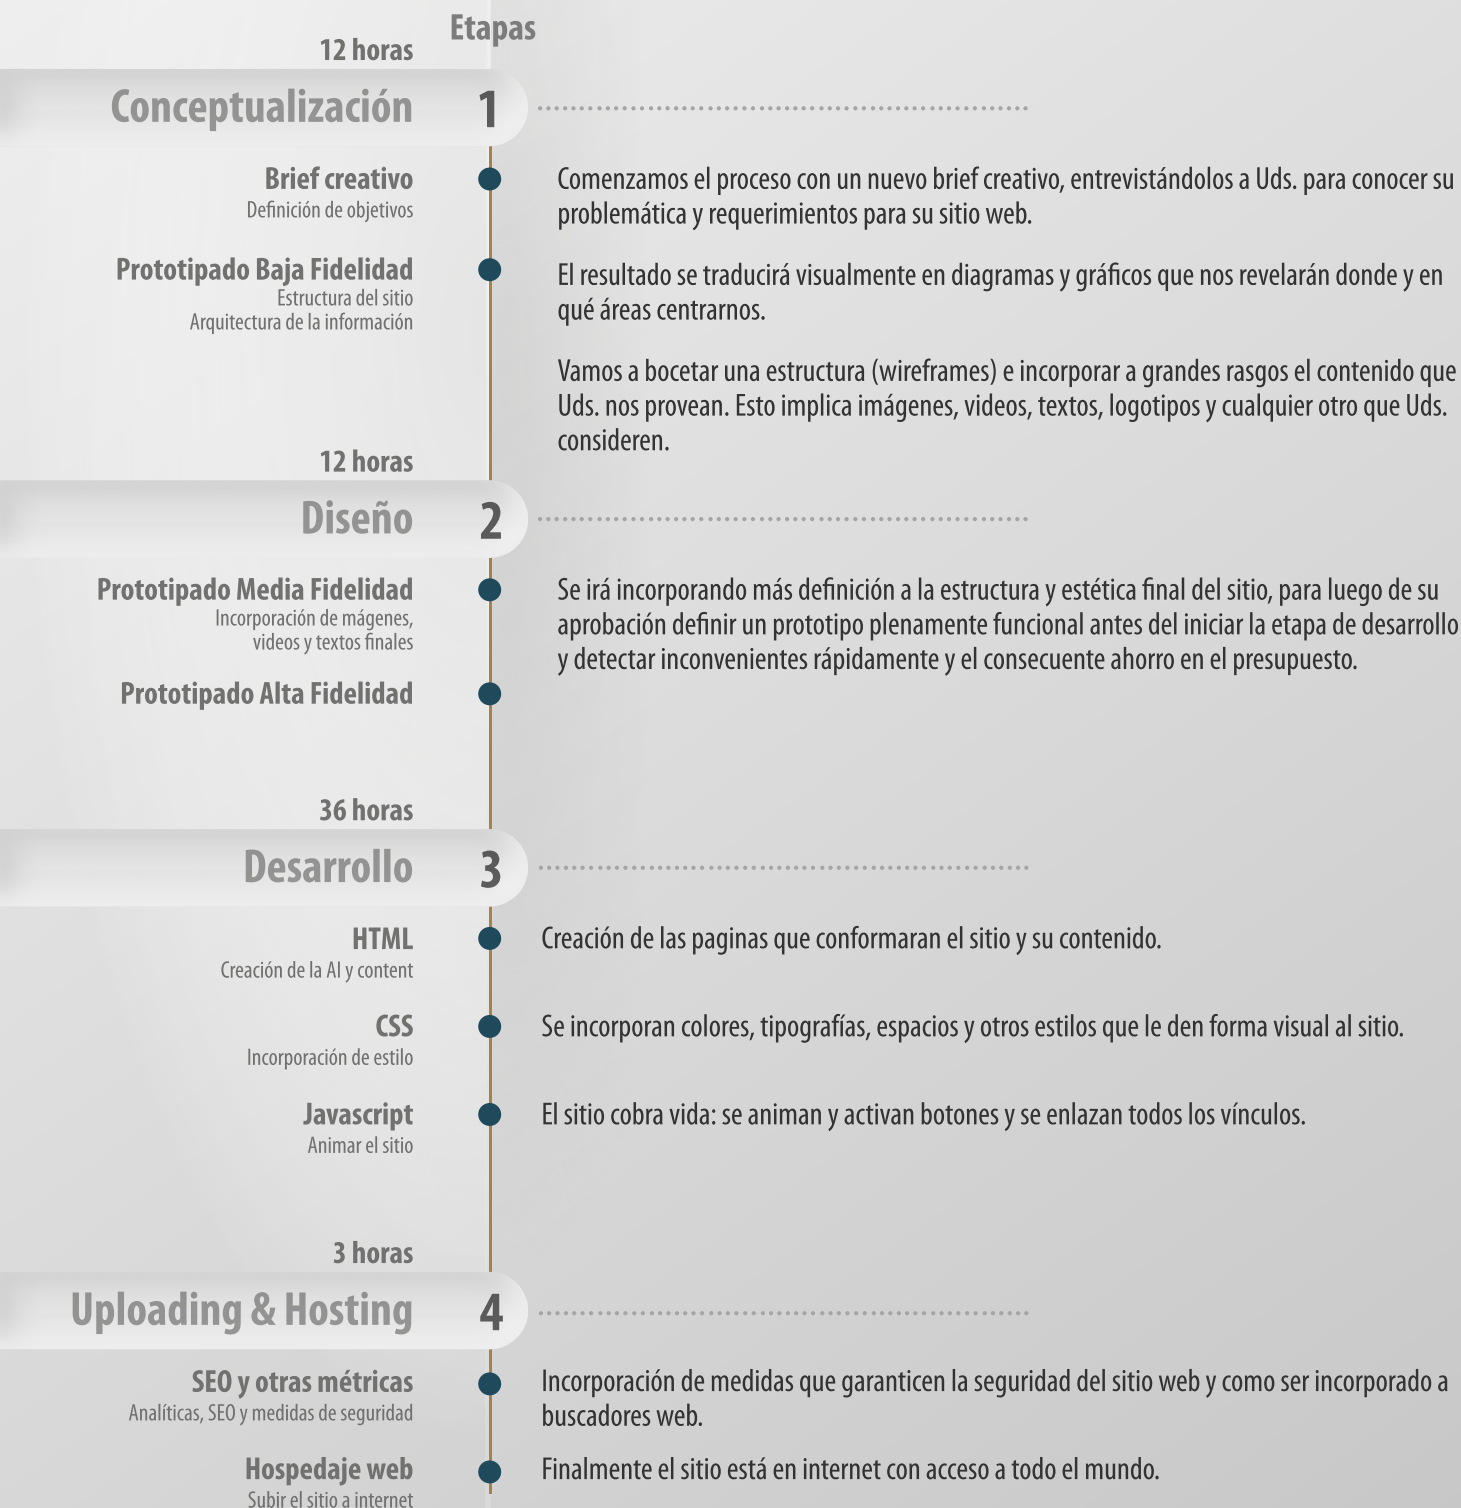 Etapas
12 horas
Conceptualización 1
Brief creativo
Definición de objetivos
Comenzamos el proceso con un nuevo brief creativo, entrevistándolos a Uds. para conocer su
problemática y requerimientos para su sitio web.
Prototipado Baja Fidelidad
Estructura del sitio
Arquitectura de la información
El resultado se traducirá visualmente en diagramas y gráficos que nos revelarán donde y en
qué áreas centrarnos.
Vamos a bocetar una estructura (wireframes) e incorporar a grandes rasgos el contenido que
Uds. nos provean. Esto implica imágenes, videos, textos, logotipos y cualquier otro que Uds.
consideren.
12 horas
Diseño 2
Prototipado Media Fidelidad
Incorporación de mágenes,
videos y textos finales
Se irá incorporando más definición a la estructura y estética final del sitio, para luego de su
aprobación definir un prototipo plenamente funcional antes del iniciar la etapa de desarrollo
y detectar inconvenientes rápidamente y el consecuente ahorro en el presupuesto.
Prototipado Alta Fidelidad
36 horas
Desarrollo 3
HTML
Creación de la AI y content
Creación de las paginas que conformaran el sitio y su contenido.
CSS
Incorporación de estilo
Se incorporan colores, tipografías, espacios y otros estilos que le den forma visual al sitio.
Javascript
Animar el sitio
El sitio cobra vida: se animan y activan botones y se enlazan todos los vínculos.
3 horas
Uploading & Hosting 4
SEO y otras métricas
Analíticas, SEO y medidas de seguridad
Incorporación de medidas que garanticen la seguridad del sitio web y como ser incorporado a
buscadores web.
Hospedaje web
Subir el sitio a internet
Finalmente el sitio está en internet con acceso a todo el mundo.